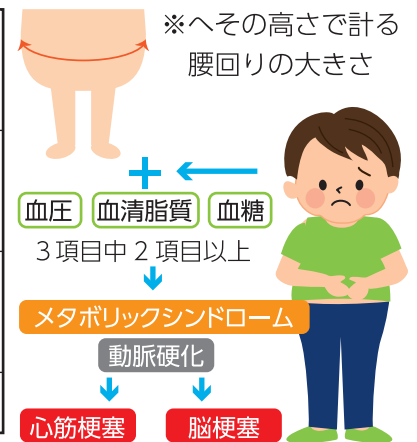 ※へその高さで計る
腰回りの大きさ
血圧 血清脂質 血糖
3項目中2項目以上
メタボリックシンドローム
動脈硬化
心筋梗塞 脳梗塞